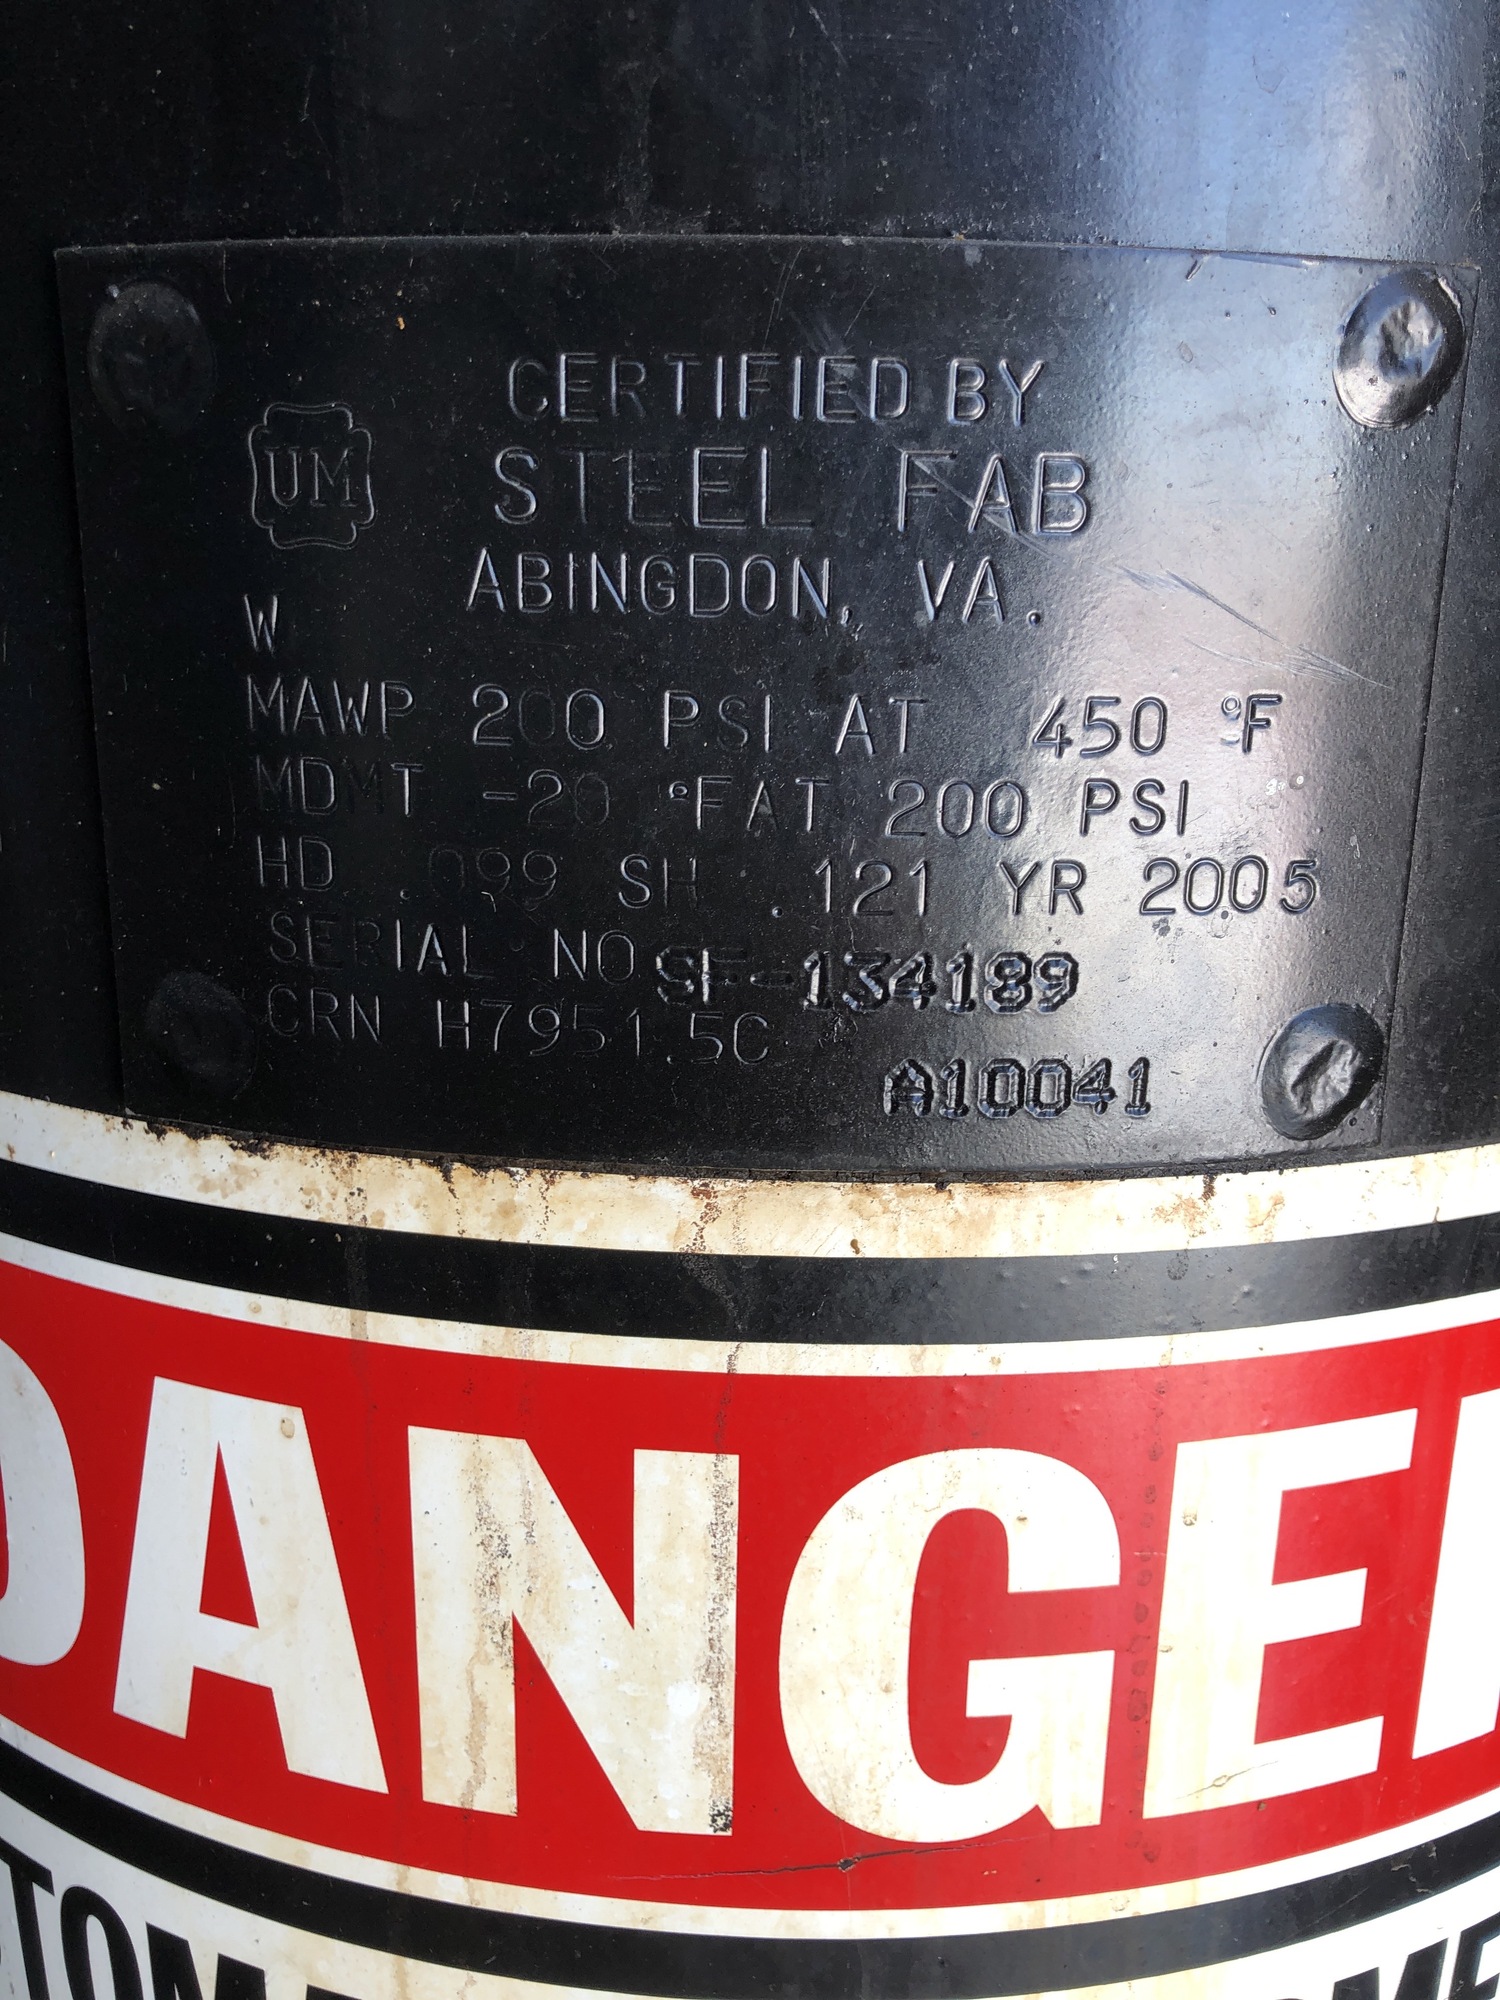 CERTIFIED BY
UM
STEEL FAB
ABINGDON, VA.
W
MAWP 200 PSI AT 450 °F
MDMT -20 °F AT 200 PSI
HD .099 SH .121 YR 2005
SERIAL NO SF-134189
CRN H7951.5C
A10041
DANGER